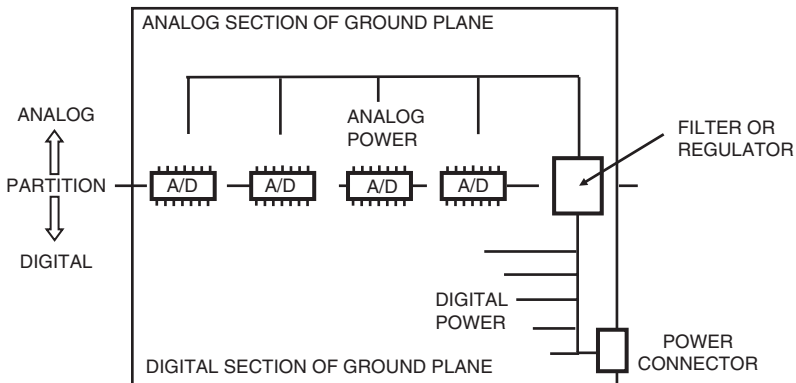 ANALOG SECTION OF GROUND PLANE
ANALOG
PARTITION
DIGITAL
ANALOG
POWER
FILTER OR
REGULATOR
A/D
A/D
A/D
A/D
DIGITAL
POWER
POWER
CONNECTOR
DIGITAL SECTION OF GROUND PLANE